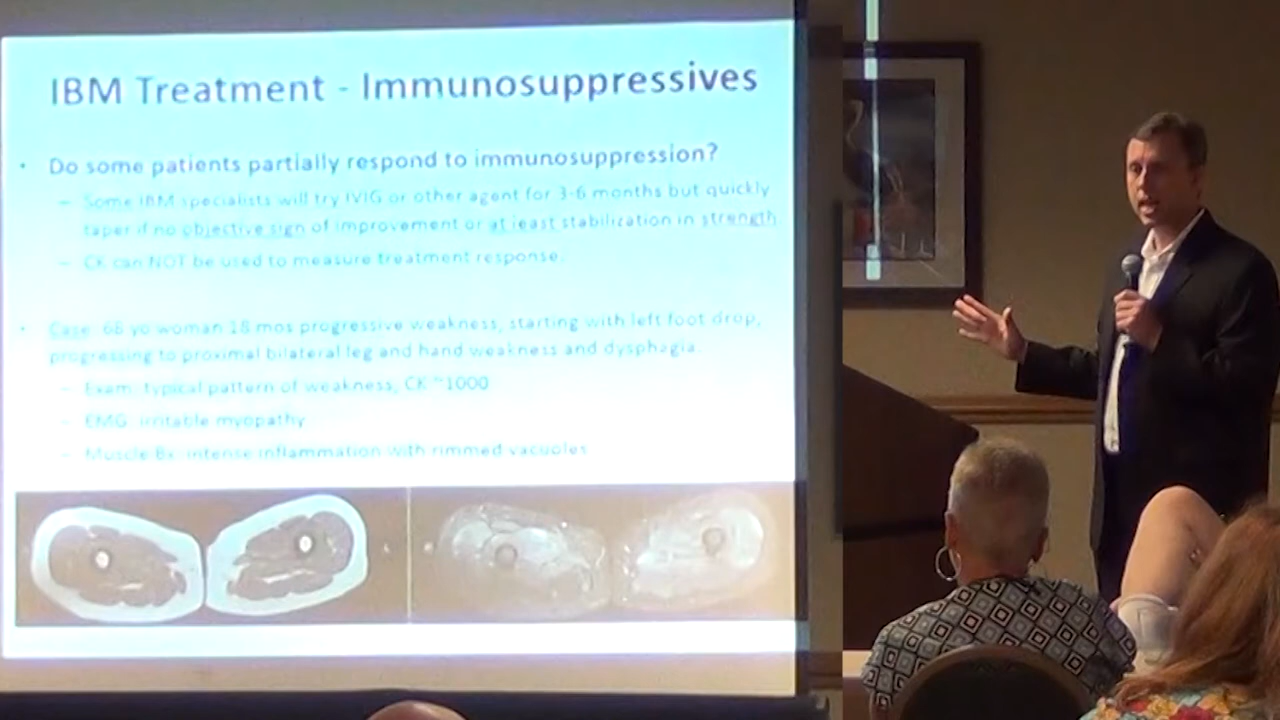 IBM Treatment - Immunosuppressives
• Do some patients partially respond to immunosuppression?
– Some IBM specialists will try IVIG or other agent for 3-6 months but quickly
taper if no objective sign of improvement or at least stabilization in strength
– CK can NOT be used to measure treatment response.
• Case: 68 yo woman 18 mos progressive weakness, starting with left foot drop,
progressing to proximal bilateral leg and hand weakness and dysphagia.
– Exam: typical pattern of weakness, CK ~1000
– EMG: irritable myopathy
– Muscle Bx: intense inflammation with rimmed vacuoles